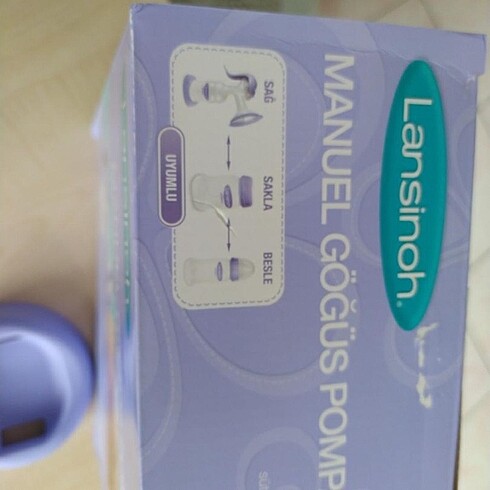 Lansinoh
MANUEL GÖĞÜS POMP
SAĞ
SAKLA
BESLE
UYUMLU